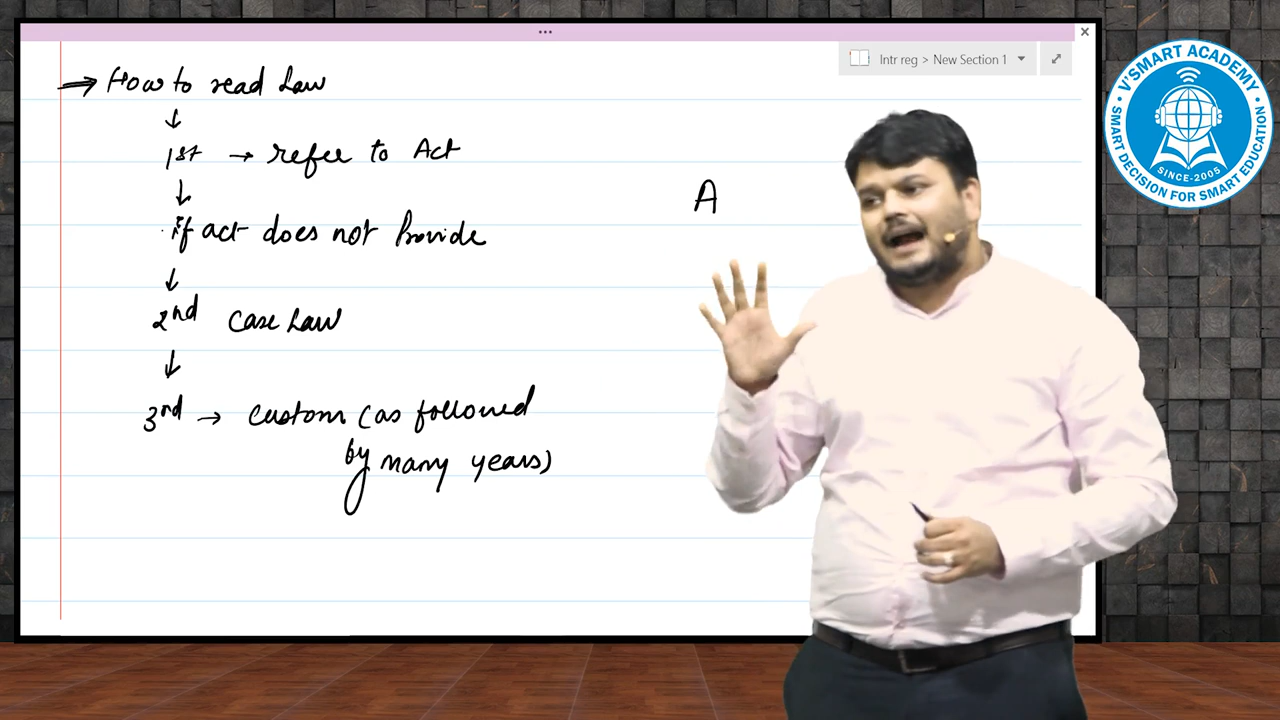 Intr reg > New Section 1
→ How to read Law
↓
1st → refer to Act
↓
if act does not Provide
↓
2nd Case Law
↓
3rd → custom (as followed
by many years)
A
V'SMART ACADEMY
SINCE-2005
SMART DECISION FOR SMART EDUCATION